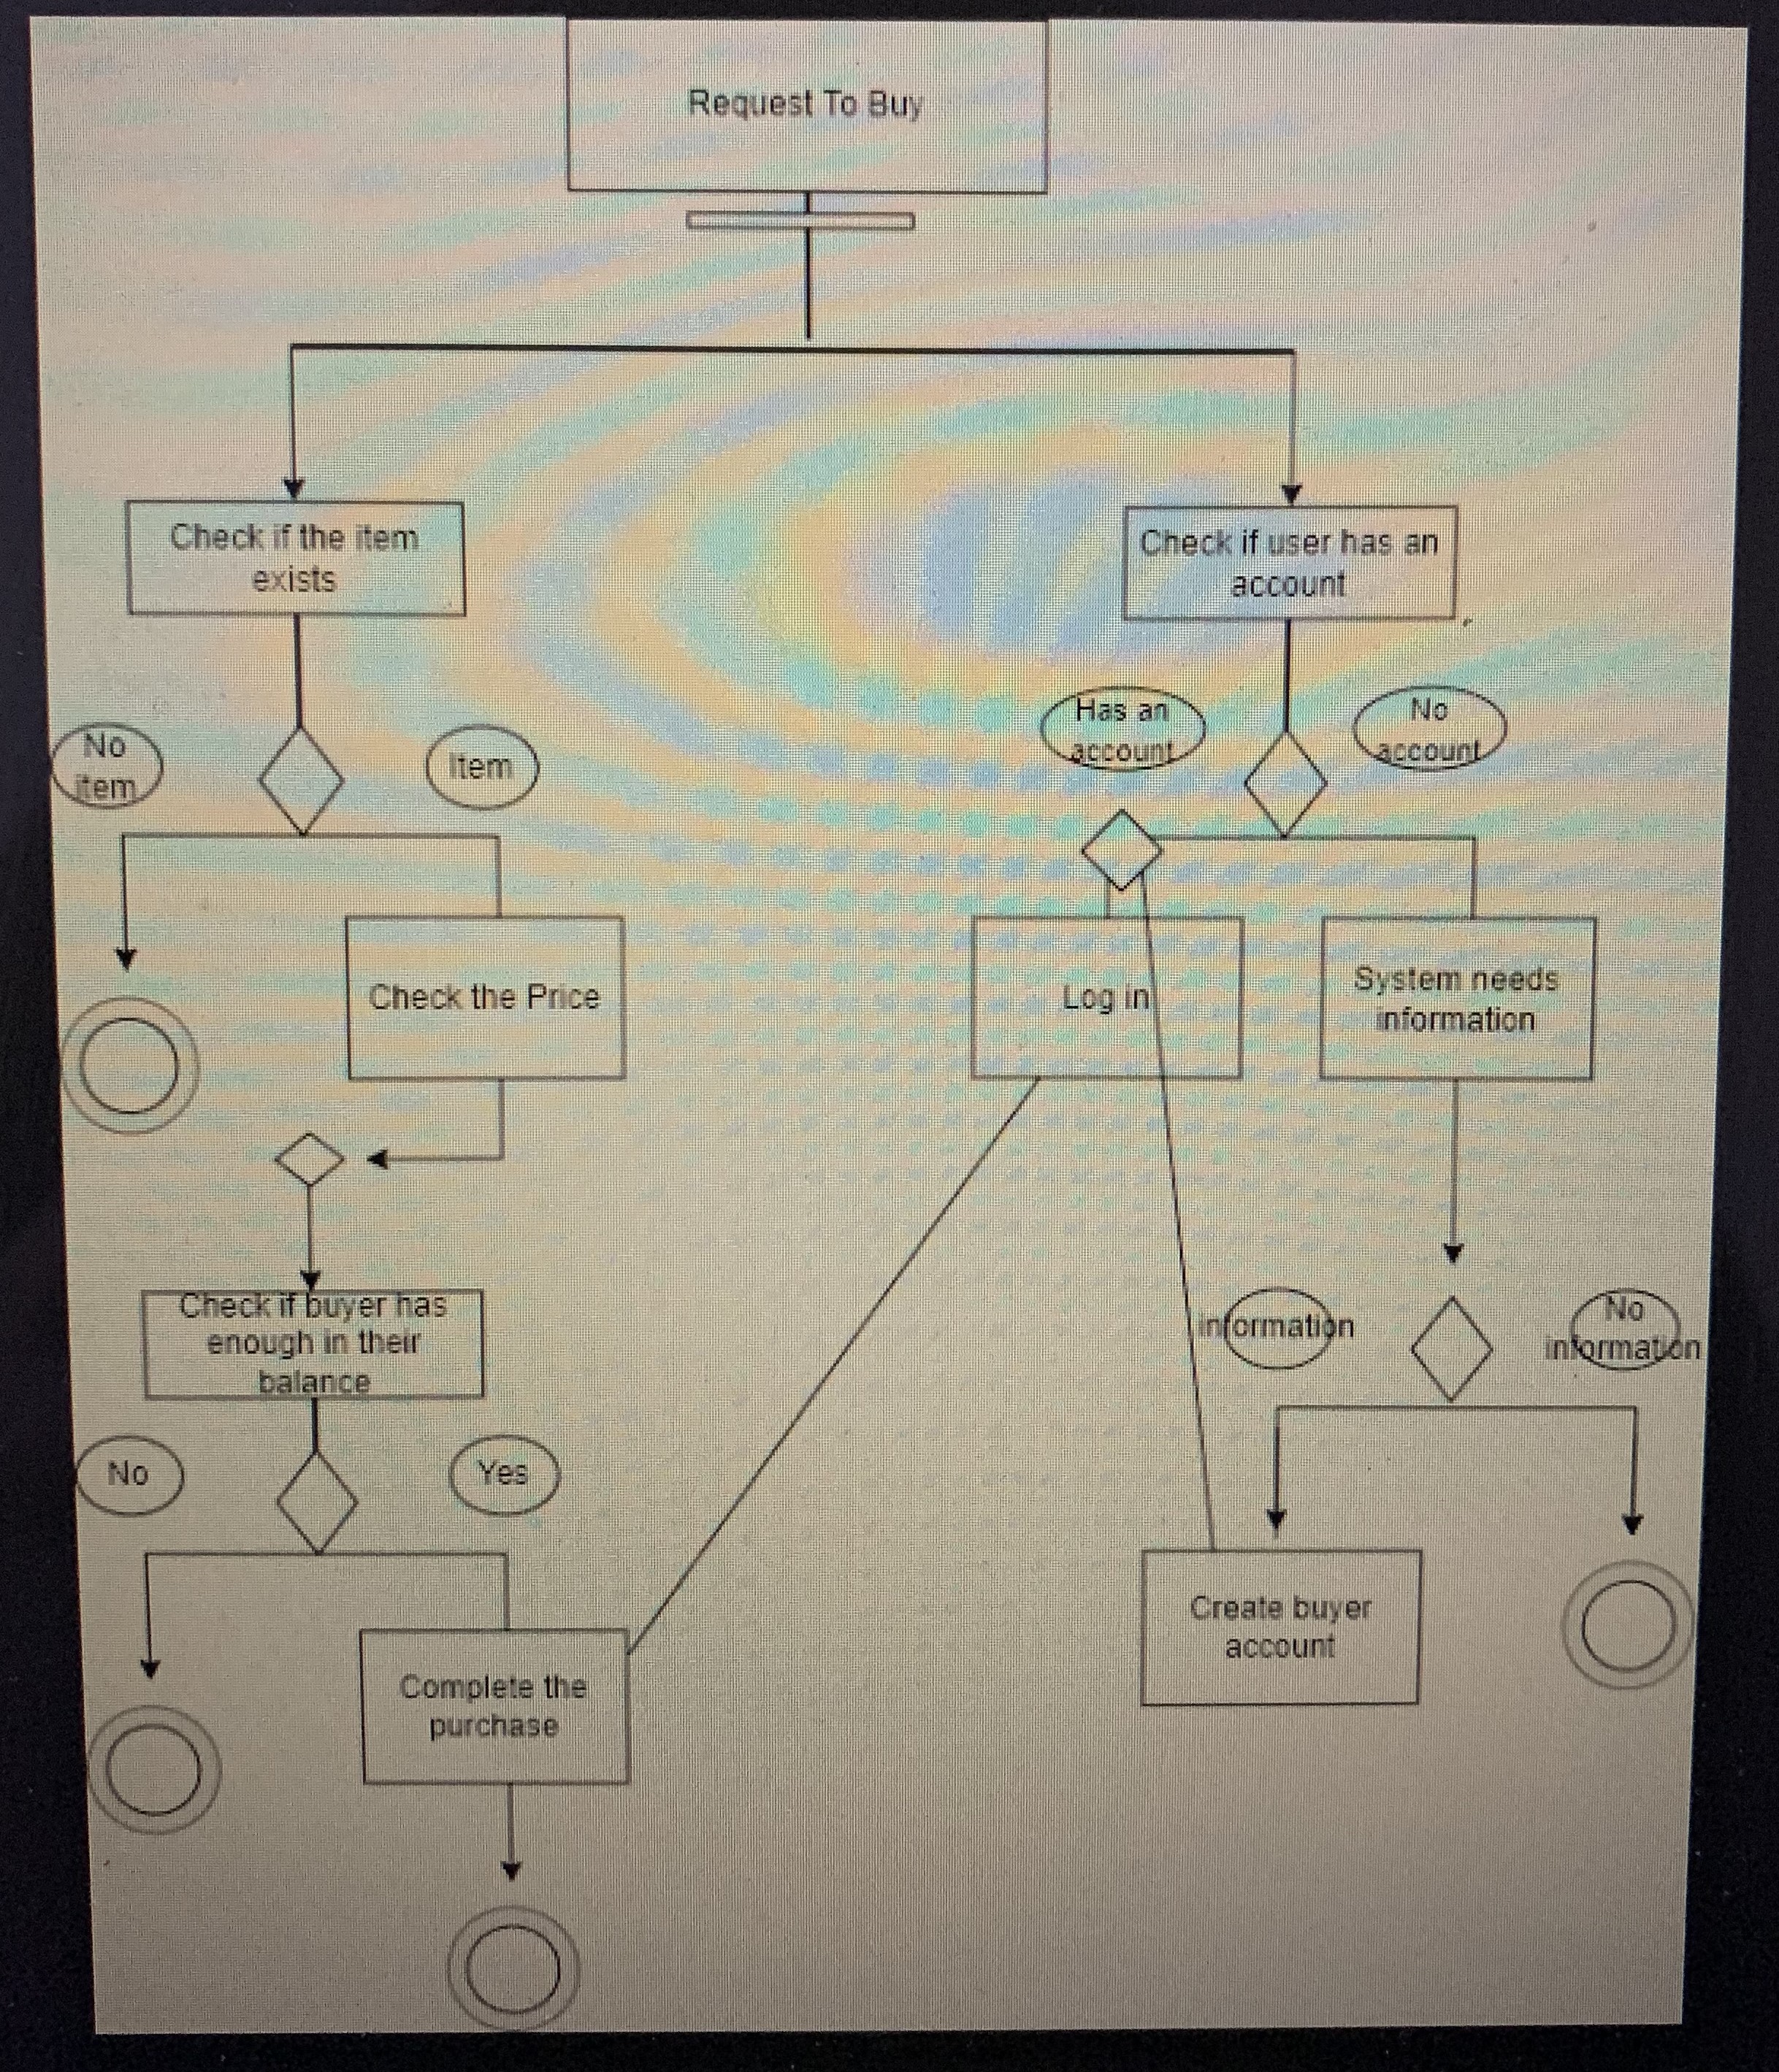 Request To Buy
Check if the item
exists
Check if user has an
account
No
item
Item
Has an
account
No
account
Check the Price
Log in
System needs
information
Check if buyer has
enough in their
balance
information
No
information
No
Yes
Create buyer
account
Complete the
purchase